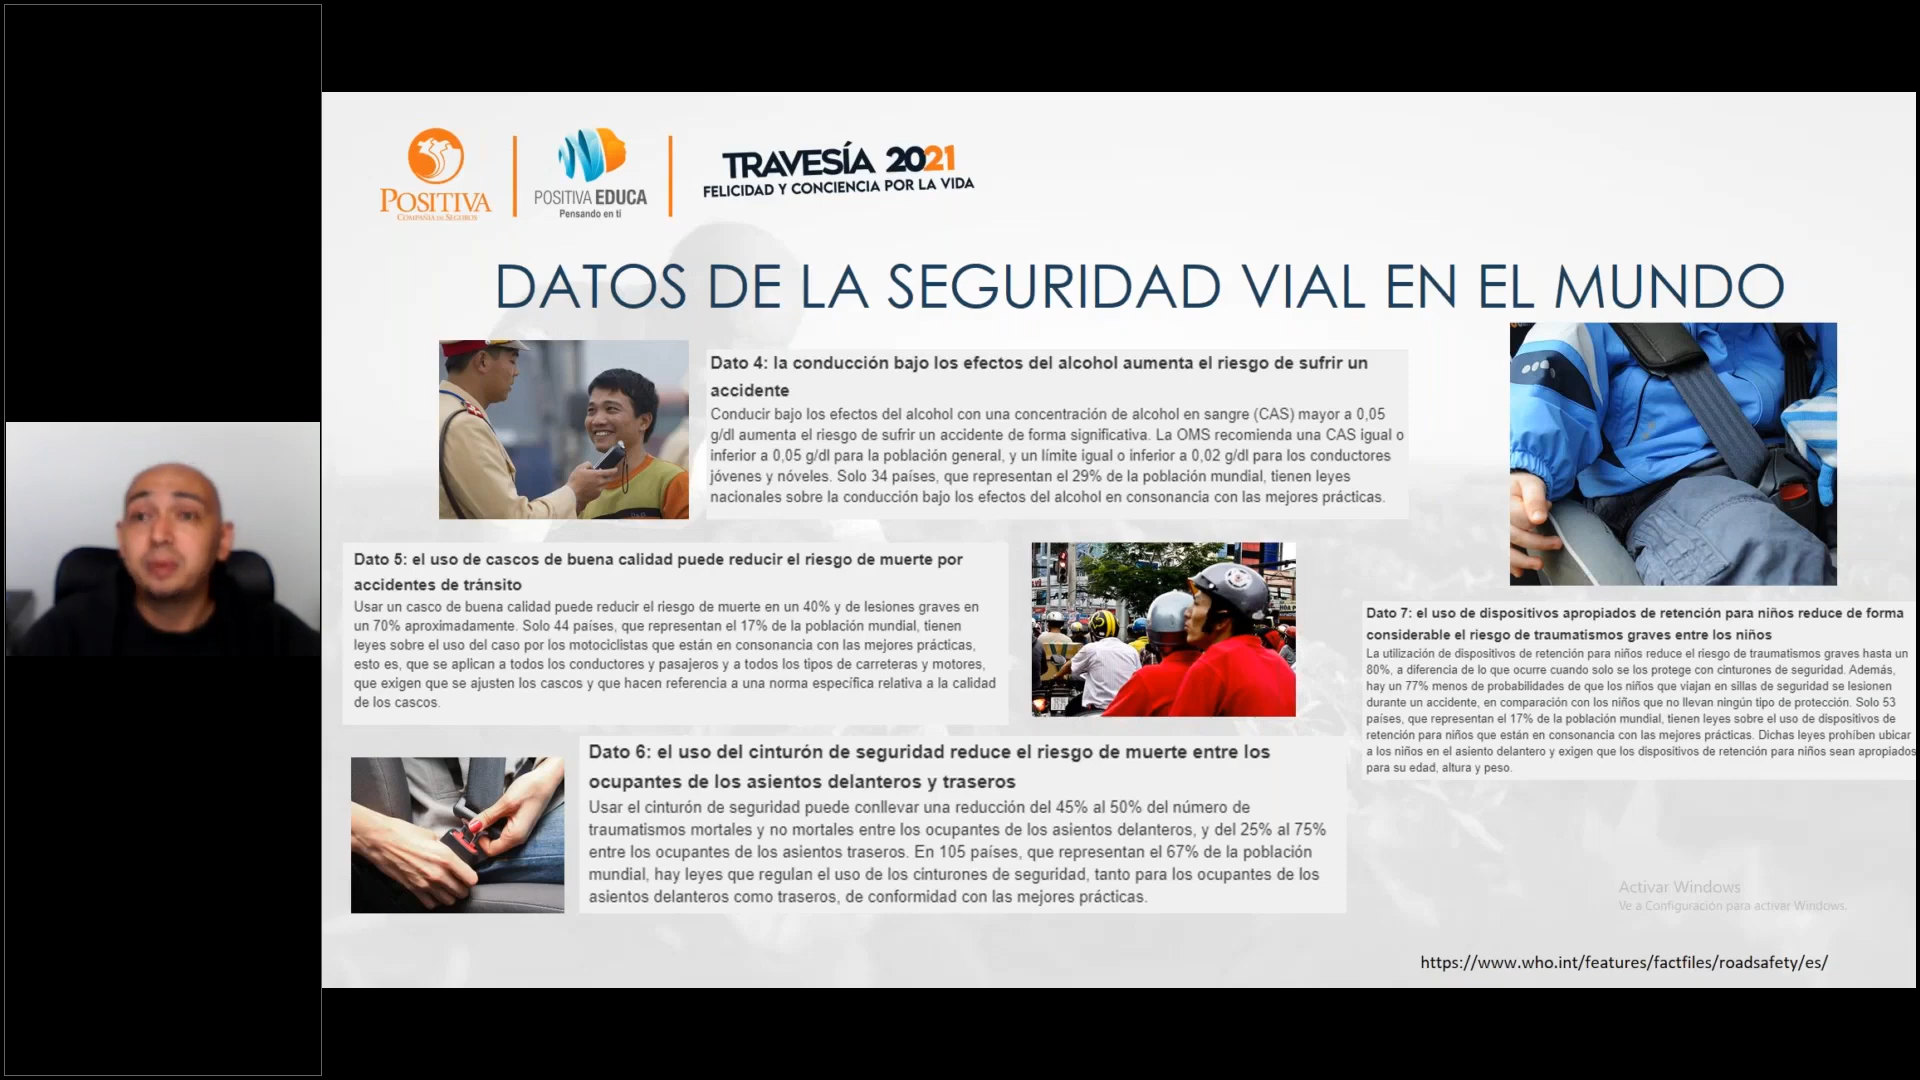 POSITIVA
COMPAÑÍA DE SEGUROS
POSITIVA EDUCA
Pensando en ti
TRAVESÍA 2021
FELICIDAD Y CONCIENCIA POR LA VIDA
DATOS DE LA SEGURIDAD VIAL EN EL MUNDO
Dato 4: la conducción bajo los efectos del alcohol aumenta el riesgo de sufrir un
accidente
Conducir bajo los efectos del alcohol con una concentración de alcohol en sangre (CAS) mayor a 0,05
g/dl aumenta el riesgo de sufrir un accidente de forma significativa. La OMS recomienda una CAS igual o
inferior a 0,05 g/dl para la población general, y un límite igual o inferior a 0,02 g/dl para los conductores
jóvenes y nóveles. Solo 34 países, que representan el 29% de la población mundial, tienen leyes
nacionales sobre la conducción bajo los efectos del alcohol en consonancia con las mejores prácticas.
Dato 5: el uso de cascos de buena calidad puede reducir el riesgo de muerte por
accidentes de tránsito
Usar un casco de buena calidad puede reducir el riesgo de muerte en un 40% y de lesiones graves en
un 70% aproximadamente. Solo 44 países, que representan el 17% de la población mundial, tienen
leyes sobre el uso del caso por los motociclistas que están en consonancia con las mejores prácticas,
esto es, que se aplican a todos los conductores y pasajeros y a todos los tipos de carreteras y motores,
que exigen que se ajusten los cascos y que hacen referencia a una norma específica relativa a la calidad
de los cascos.
Dato 6: el uso del cinturón de seguridad reduce el riesgo de muerte entre los
ocupantes de los asientos delanteros y traseros
Usar el cinturón de seguridad puede conllevar una reducción del 45% al 50% del número de
traumatismos mortales y no mortales entre los ocupantes de los asientos delanteros, y del 25% al 75%
entre los ocupantes de los asientos traseros. En 105 países, que representan el 67% de la población
mundial, hay leyes que regulan el uso de los cinturones de seguridad, tanto para los ocupantes de los
asientos delanteros como traseros, de conformidad con las mejores prácticas.
Dato 7: el uso de dispositivos apropiados de retención para niños reduce de forma
considerable el riesgo de traumatismos graves entre los niños
La utilización de dispositivos de retención para niños reduce el riesgo de traumatismos graves hasta un
80%, a diferencia de lo que ocurre cuando solo se los protege con cinturones de seguridad. Además,
hay un 77% menos de probabilidades de que los niños que viajan en sillas de seguridad se lesionen
durante un accidente, en comparación con los niños que no llevan ningún tipo de protección. Solo 53
países, que representan el 17% de la población mundial, tienen leyes sobre el uso de dispositivos de
retención para niños que están en consonancia con las mejores prácticas. Dichas leyes prohíben ubicar
a los niños en el asiento delantero y exigen que los dispositivos de retención para niños sean apropiados
para su edad, altura y peso.
Activar Windows
Ve a Configuración para activar Windows.
https://www.who.int/features/factfiles/roadsafety/es/